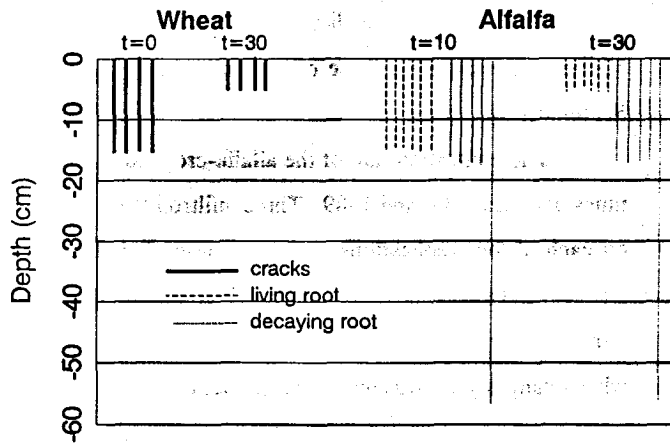 Wheat Alfalfa
t=0 t=30 t=10 t=30
0
-10
-20
-30
-40
-50
-60
Depth (cm)
cracks
living root
decaying root